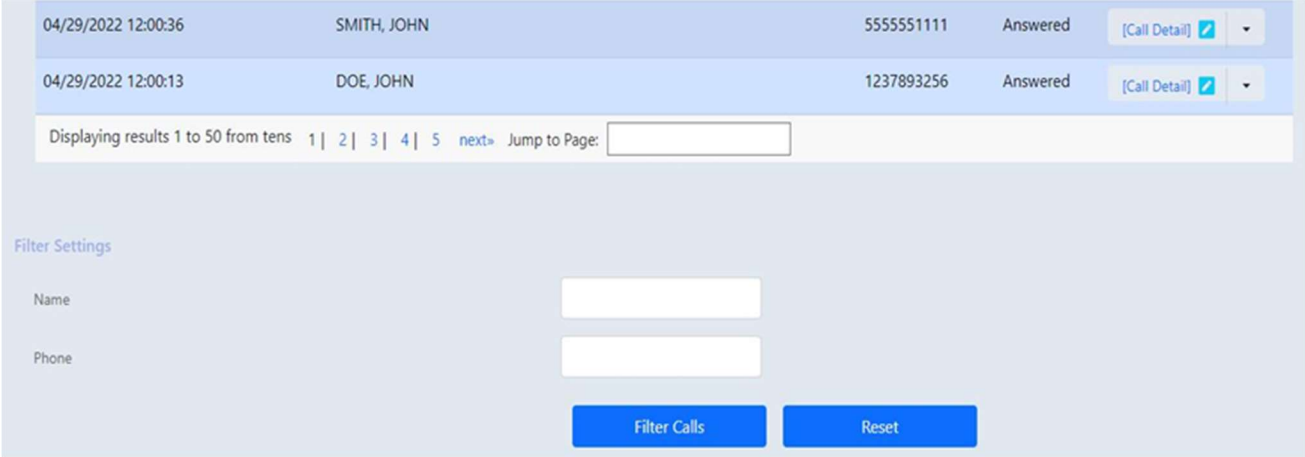 04/29/2022 12:00:36 SMITH, JOHN 5555551111 Answered [Call Detail]
04/29/2022 12:00:13 DOE, JOHN 1237893256 Answered [Call Detail]
Displaying results 1 to 50 from tens 1| 2| 3| 4| 5 next» Jump to Page:
Filter Settings
Name
Phone
Filter Calls Reset